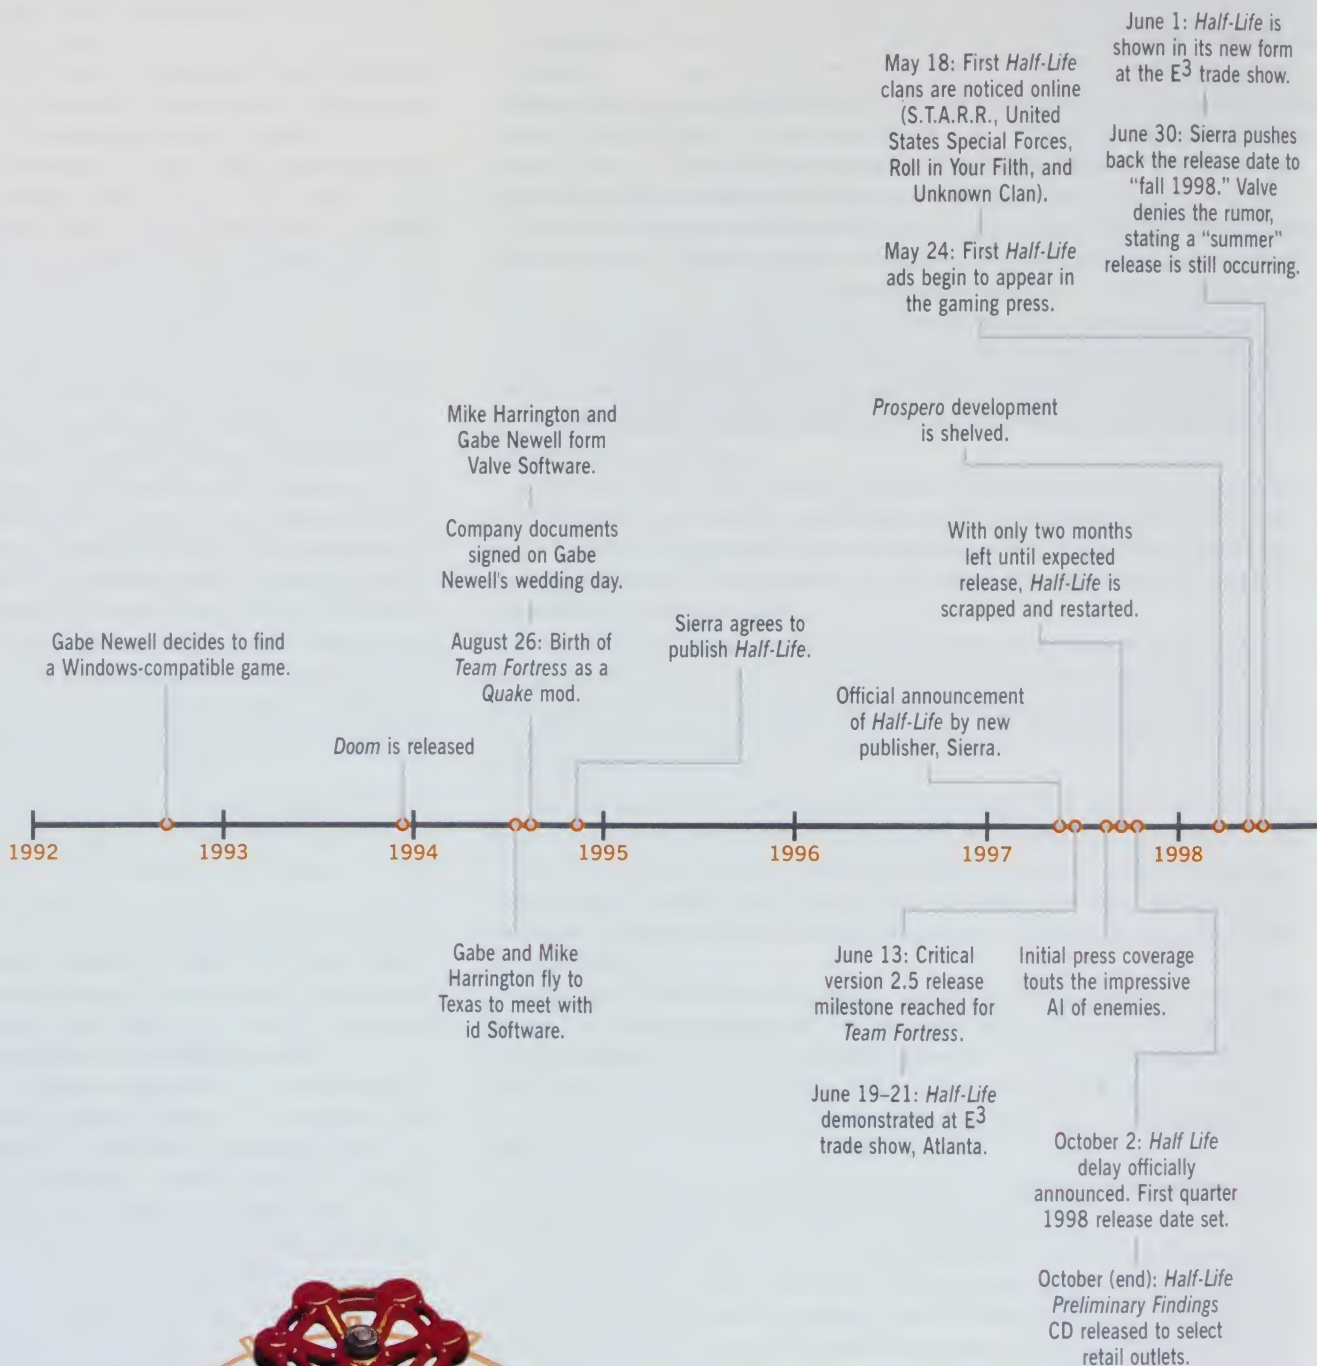 June 1: Half-Life is
shown in its new form
at the E3 trade show.
May 18: First Half-Life
clans are noticed online
(S.T.A.R.R., United
States Special Forces,
Roll in Your Filth, and
Unknown Clan).
June 30: Sierra pushes
back the release date to
“fall 1998.” Valve
denies the rumor,
stating a “summer”
release is still occurring.
May 24: First Half-Life
ads begin to appear in
the gaming press.
Mike Harrington and
Gabe Newell form
Valve Software.
Prospero development
is shelved.
Company documents
signed on Gabe
Newell's wedding day.
With only two months
left until expected
release, Half-Life is
scrapped and restarted.
Gabe Newell decides to find
a Windows-compatible game.
August 26: Birth of
Team Fortress as a
Quake mod.
Sierra agrees to
publish Half-Life.
Official announcement
of Half-Life by new
publisher, Sierra.
Doom is released
1992
1993
1994
1995
1996
1997
1998
Gabe and Mike
Harrington fly to
Texas to meet with
id Software.
June 13: Critical
version 2.5 release
milestone reached for
Team Fortress.
Initial press coverage
touts the impressive
AI of enemies.
June 19–21: Half-Life
demonstrated at E3
trade show, Atlanta.
October 2: Half Life
delay officially
announced. First quarter
1998 release date set.
October (end): Half-Life
Preliminary Findings
CD released to select
retail outlets.